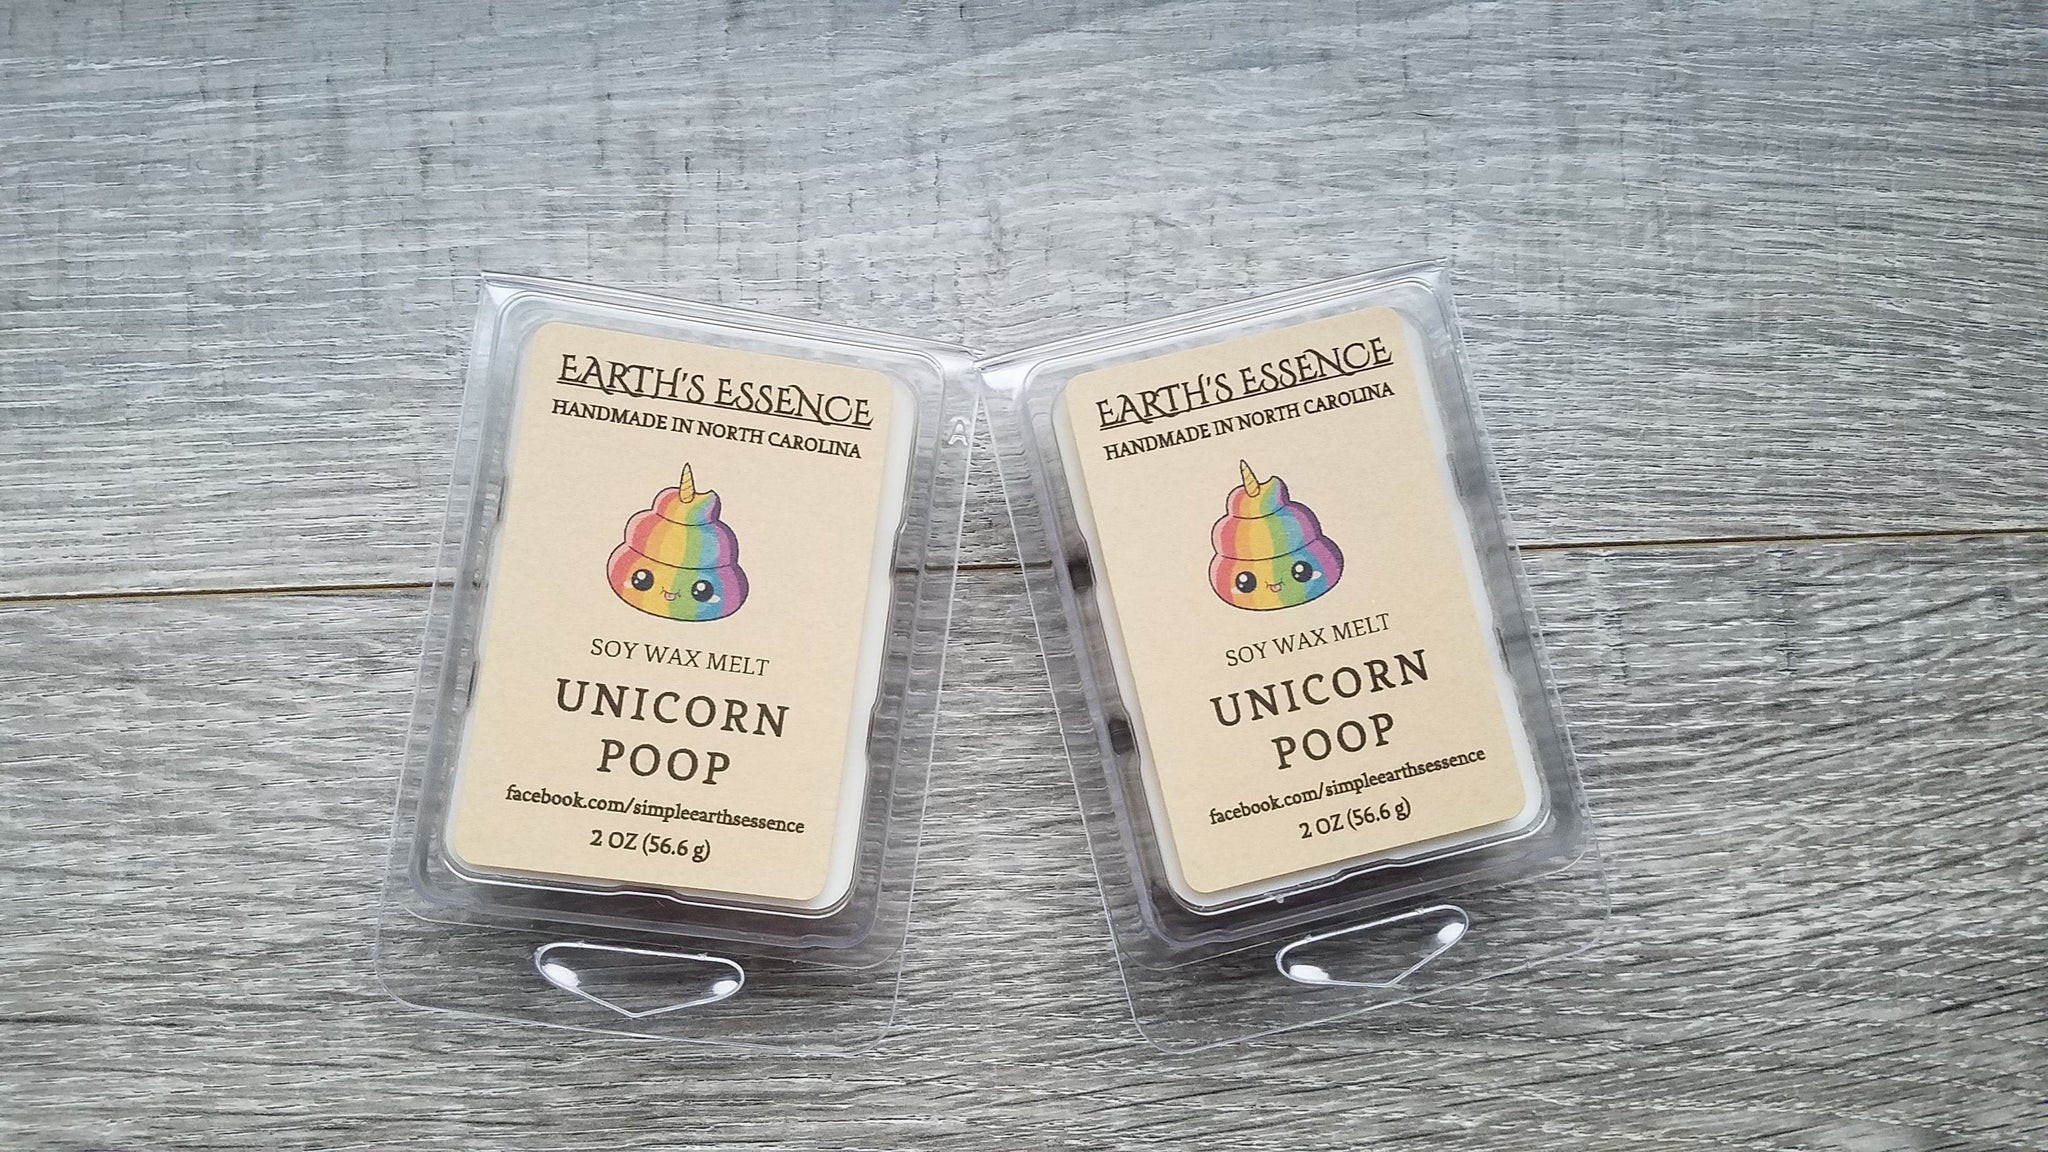 EARTH'S ESSENCE
HANDMADE IN NORTH CAROLINA
SOY WAX MELT
UNICORN
POOP
facebook.com/simpleearthsessence
2 OZ (56.6 g)
A
EARTH'S ESSENCE
HANDMADE IN NORTH CAROLINA
SOY WAX MELT
UNICORN
POOP
facebook.com/simpleearthsessence
2 OZ (56.6 g)